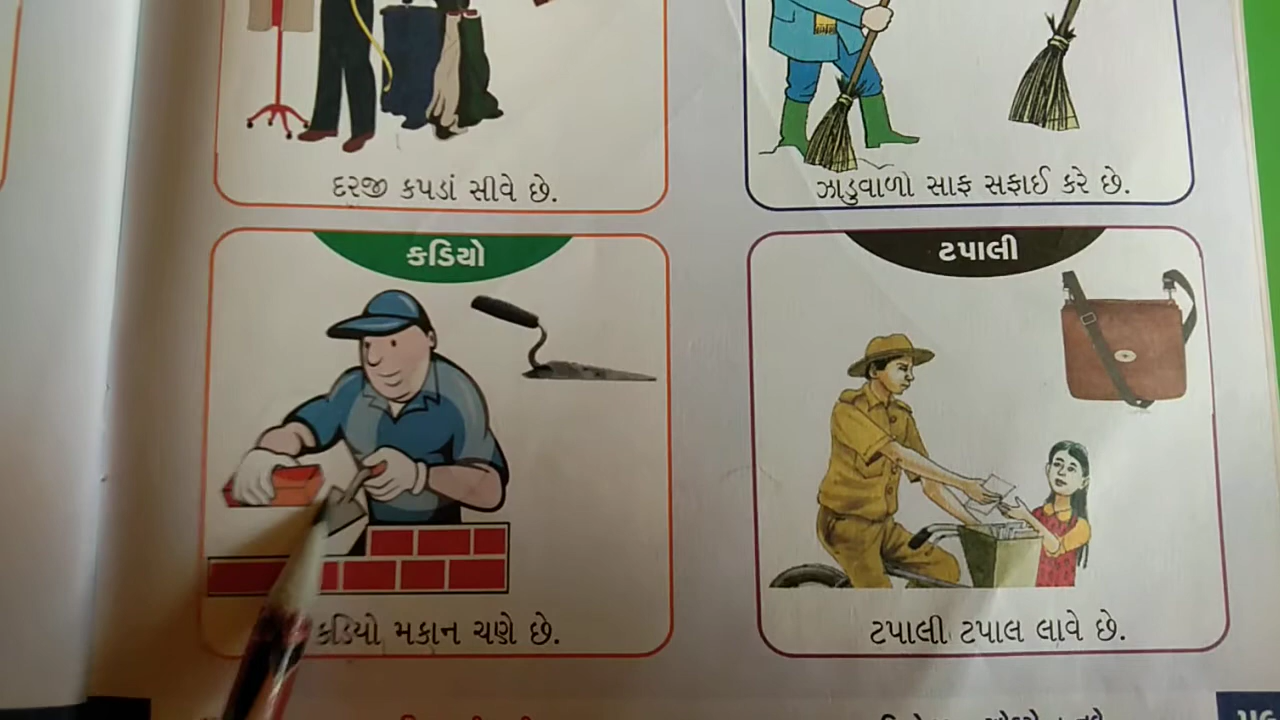 દરજી કપડાં સીવે છે.
ઝાડુવાળો સાફ સફાઈ કરે છે.
કડિયો
ટપાલી
કડિયો મકાન ચણે છે.
ટપાલી ટપાલ લાવે છે.